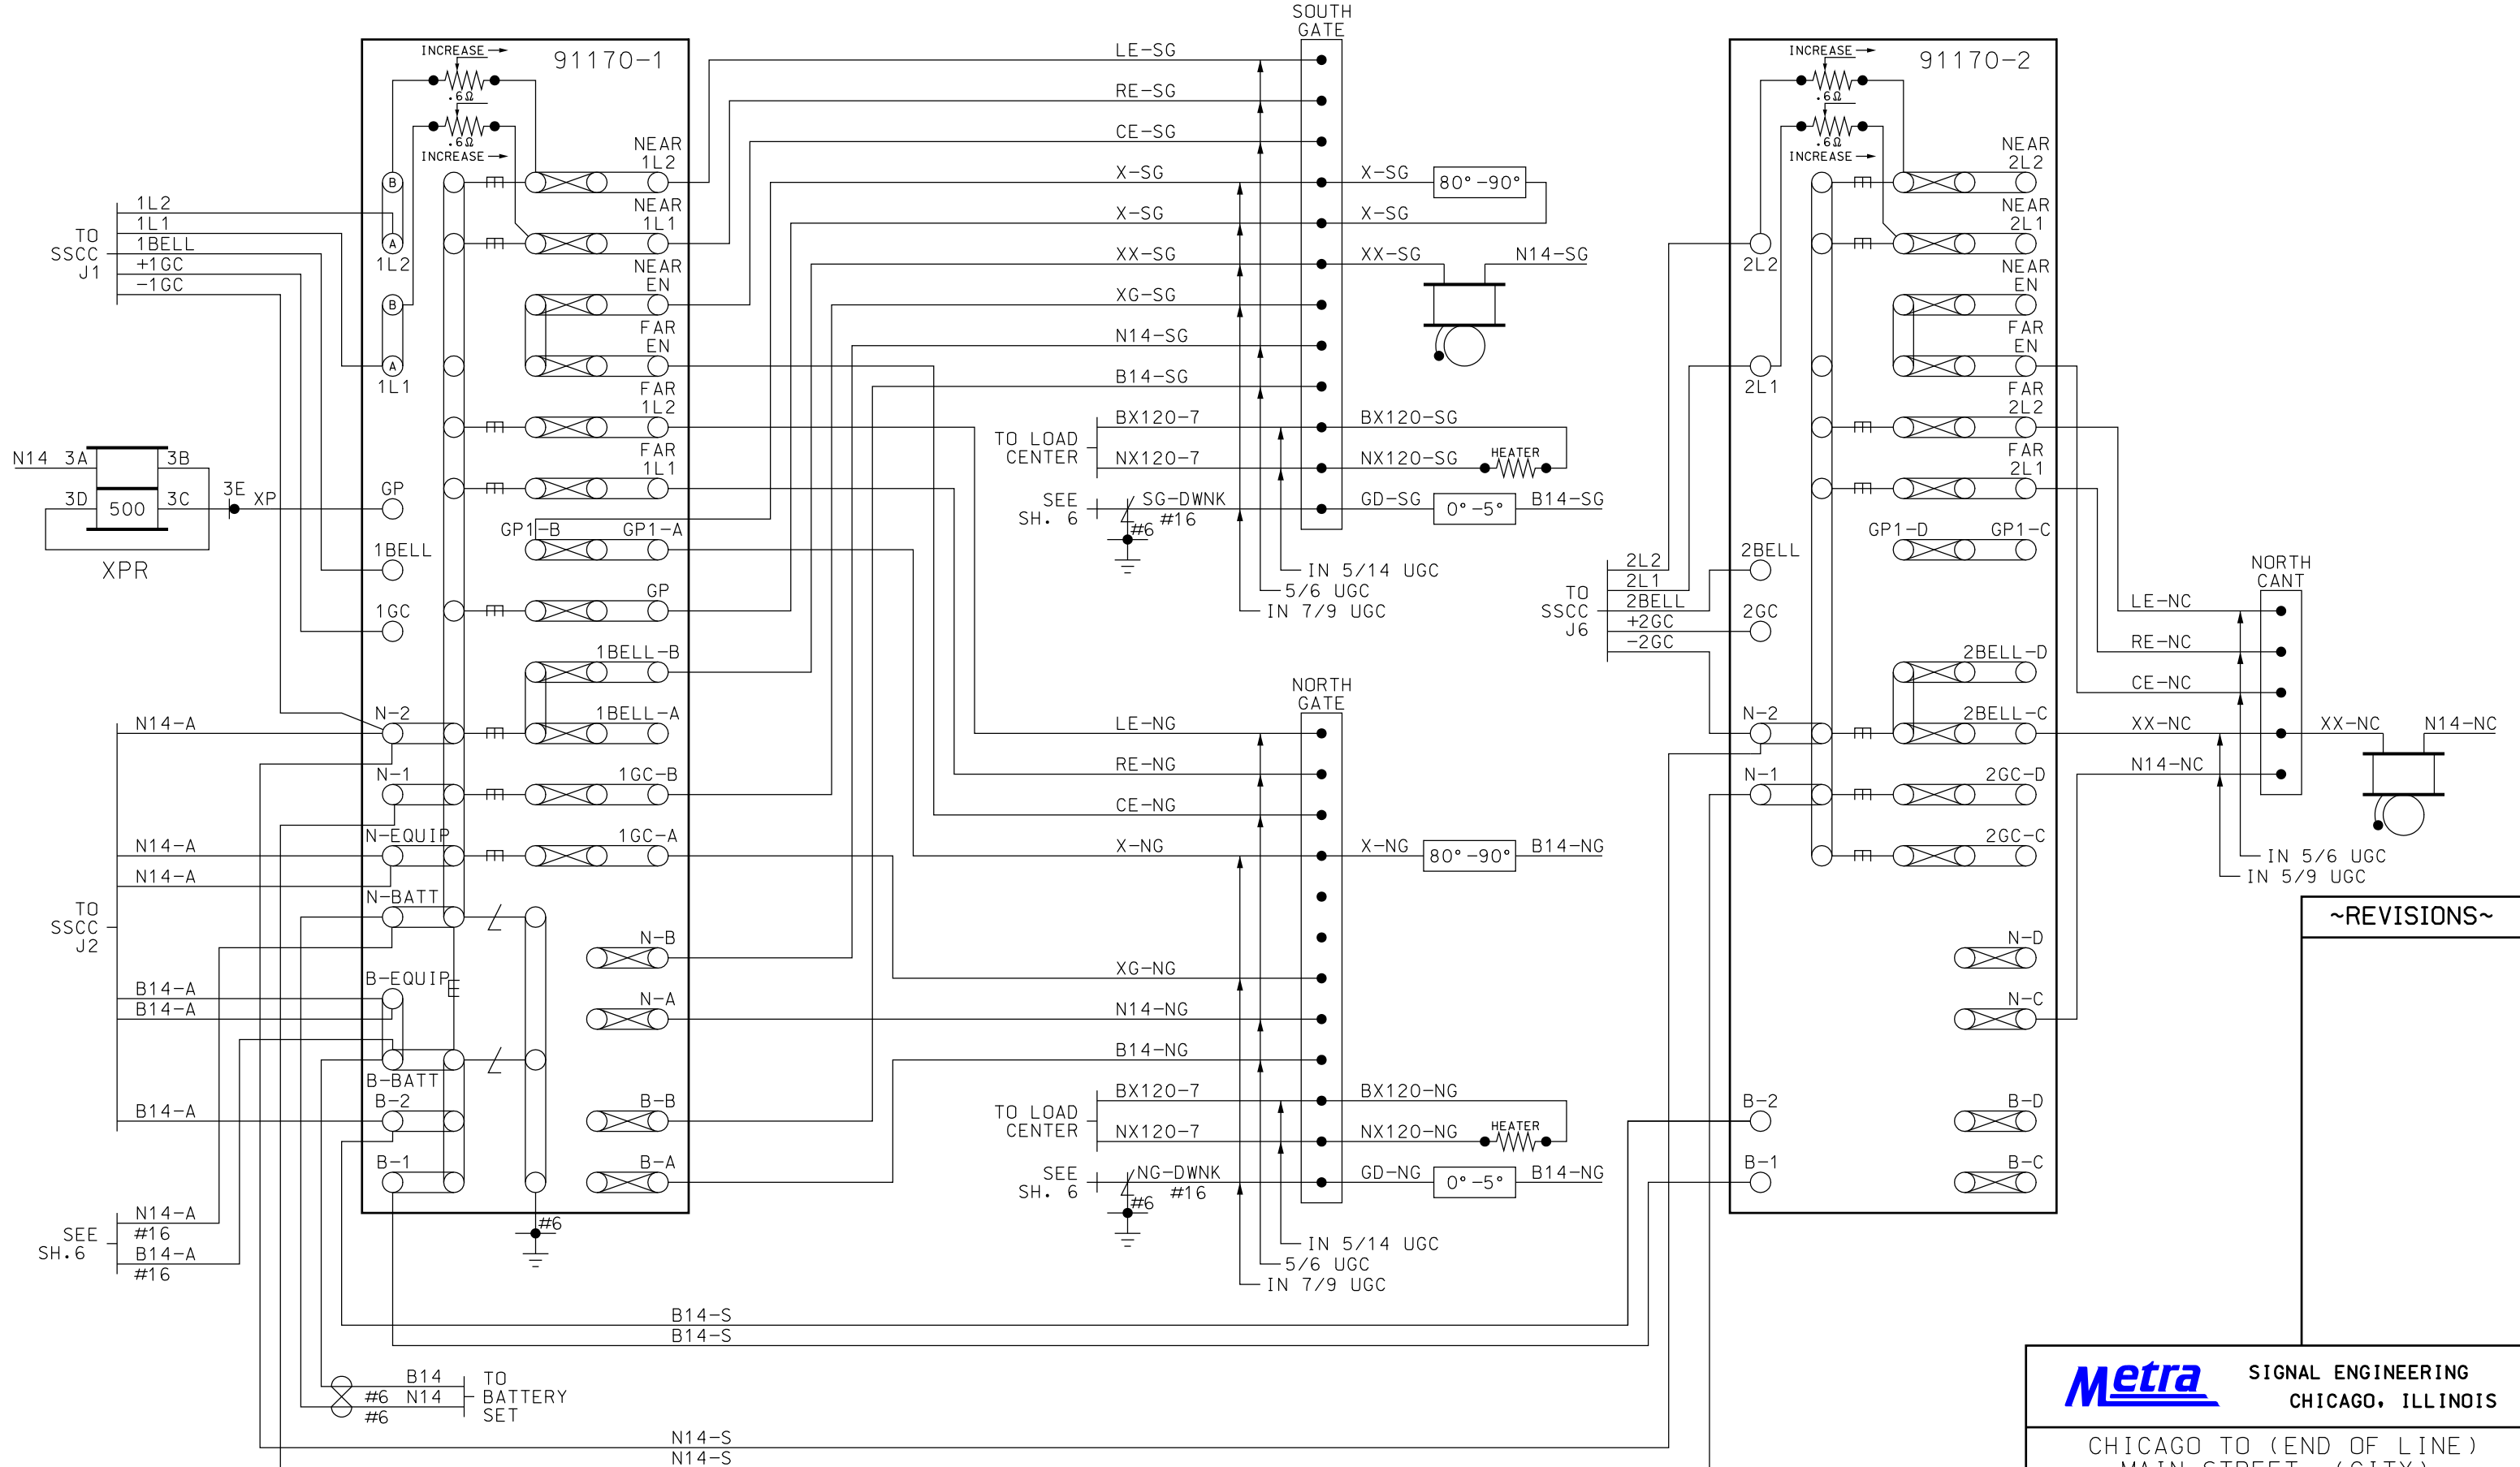 INCREASE
91170-1
.6Ω
.6Ω
INCREASE
NEAR
1L2
NEAR
1L1
NEAR
EN
FAR
EN
FAR
1L2
FAR
1L1
B
A
1L2
B
A
1L1
TO
SSCC
J1
1L2
1L1
1BELL
+1GC
-1GC
N14 3A
3B
3D
500
3C
3E
XP
XPR
GP
1BELL
1GC
GP1-B
GP1-A
GP
1BELL-B
1BELL-A
N-2
N-1
1GC-B
N-EQUIP
1GC-A
N-BATT
N-B
B-EQUIP
N-A
B-BATT
B-2
B-B
B-1
B-A
#6
TO
SSCC
J2
N14-A
N14-A
N14-A
B14-A
B14-A
B14-A
SEE
SH.6
N14-A
#16
B14-A
#16
B14-S
B14-S
B14
#6 N14
#6
TO
BATTERY
SET
N14-S
N14-S
SOUTH
GATE
LE-SG
RE-SG
CE-SG
X-SG
X-SG
80°-90°
X-SG
X-SG
XX-SG
XX-SG
N14-SG
XG-SG
N14-SG
B14-SG
TO LOAD
CENTER
BX120-7
BX120-SG
NX120-7
NX120-SG
HEATER
SEE
SH. 6
SG-DWNK
#6
#16
GD-SG
0°-5°
B14-SG
IN 5/14 UGC
5/6 UGC
IN 7/9 UGC
NORTH
GATE
LE-NG
RE-NG
CE-NG
X-NG
X-NG
80°-90°
B14-NG
XG-NG
N14-NG
B14-NG
TO LOAD
CENTER
BX120-7
BX120-NG
NX120-7
NX120-NG
HEATER
SEE
SH. 6
NG-DWNK
#6
#16
GD-NG
0°-5°
B14-NG
IN 5/14 UGC
5/6 UGC
IN 7/9 UGC
INCREASE
91170-2
.6Ω
.6Ω
INCREASE
NEAR
2L2
NEAR
2L1
NEAR
EN
FAR
EN
FAR
2L2
FAR
2L1
2L2
2L1
GP1-D
GP1-C
TO
SSCC
J6
2L2
2L1
2BELL
+2GC
-2GC
2BELL
2GC
2BELL-D
N-2
2BELL-C
N-1
2GC-D
2GC-C
N-D
N-C
B-2
B-D
B-1
B-C
NORTH
CANT
LE-NC
RE-NC
CE-NC
XX-NC
XX-NC
N14-NC
N14-NC
IN 5/6 UGC
IN 5/9 UGC
~REVISIONS~
Metra
SIGNAL ENGINEERING
CHICAGO, ILLINOIS
CHICAGO TO (END OF LINE)
MAIN STREET (CITY)